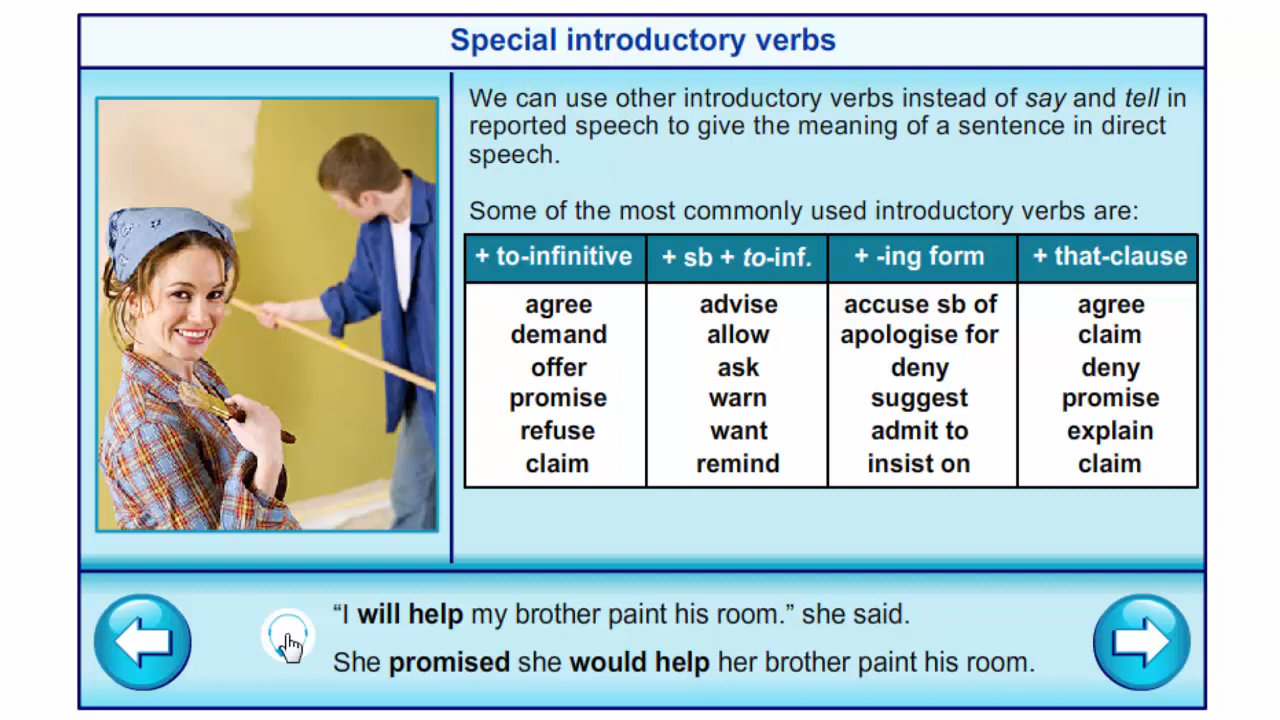 Special introductory verbs
We can use other introductory verbs instead of say and tell in
reported speech to give the meaning of a sentence in direct
speech.
Some of the most commonly used introductory verbs are:
+ to-infinitive + sb + to-inf. + -ing form + that-clause
agree advise accuse sb of agree
demand allow apologise for claim
offer ask deny deny
promise warn suggest promise
refuse want admit to explain
claim remind insist on claim
“I will help my brother paint his room.” she said.
She promised she would help her brother paint his room.